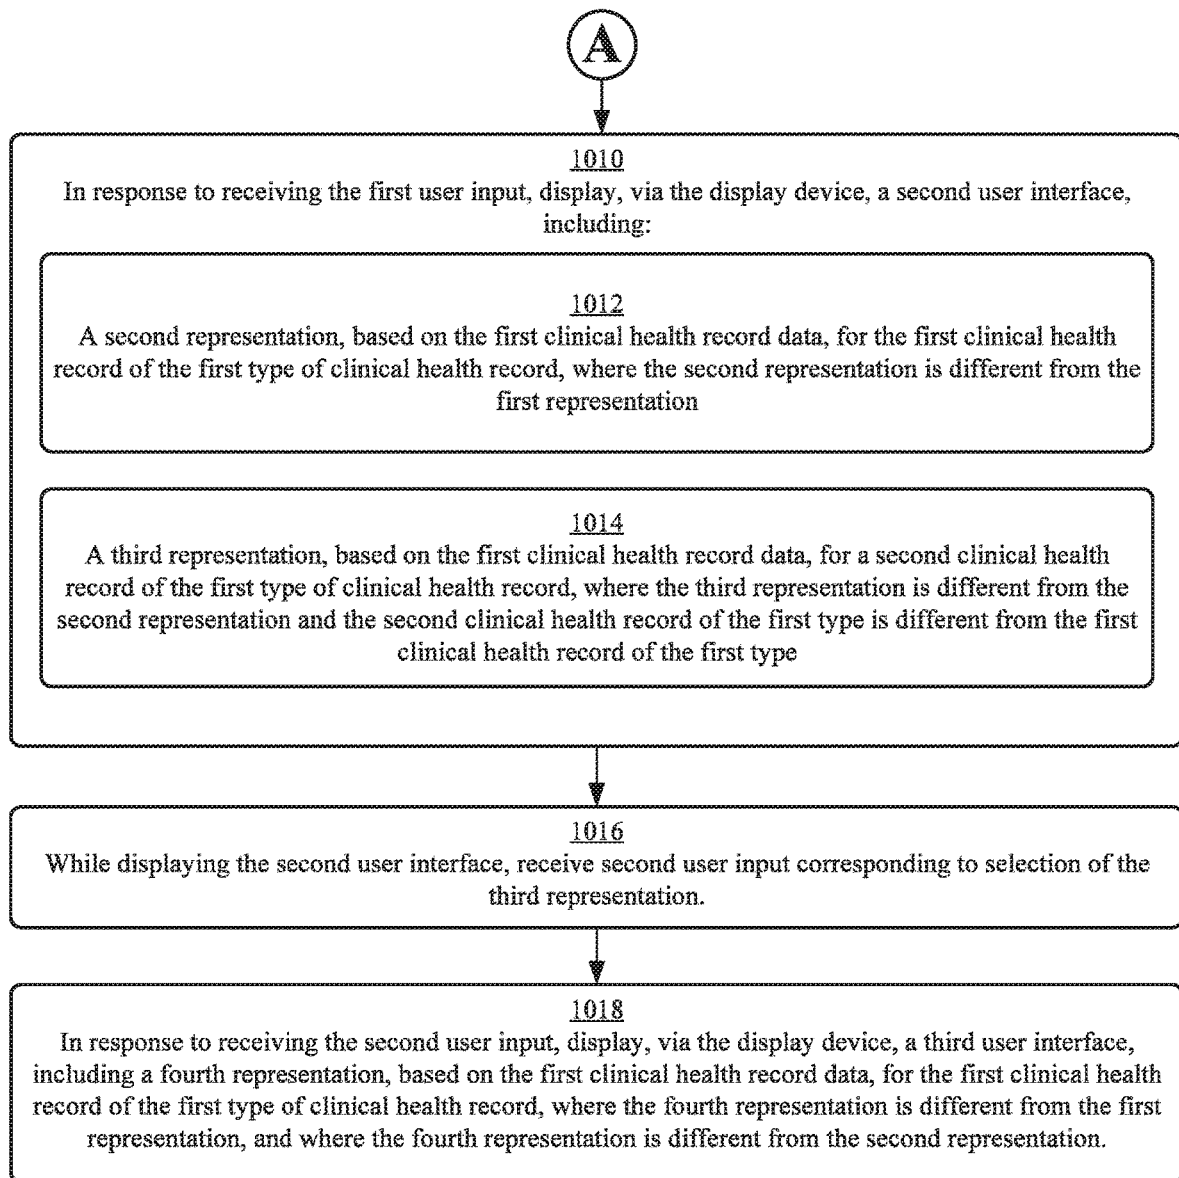 A
1010
In response to receiving the first user input, display, via the display device, a second user interface,
including:
1012
A second representation, based on the first clinical health record data, for the first clinical health
record of the first type of clinical health record, where the second representation is different from the
first representation
1014
A third representation, based on the first clinical health record data, for a second clinical health
record of the first type of clinical health record, where the third representation is different from the
second representation and the second clinical health record of the first type is different from the first
clinical health record of the first type
1016
While displaying the second user interface, receive second user input corresponding to selection of the
third representation.
1018
In response to receiving the second user input, display, via the display device, a third user interface,
including a fourth representation, based on the first clinical health record data, for the first clinical health
record of the first type of clinical health record, where the fourth representation is different from the first
representation, and where the fourth representation is different from the second representation.